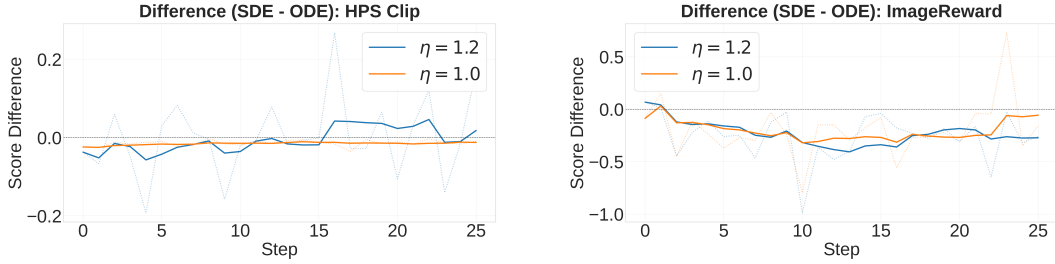 Difference (SDE - ODE): HPS Clip
Score Difference
0.2
0.0
−0.2
η = 1.2
η = 1.0
0 5 10 15 20 25
Step
Difference (SDE - ODE): ImageReward
Score Difference
0.5
0.0
−0.5
−1.0
η = 1.2
η = 1.0
0 5 10 15 20 25
Step